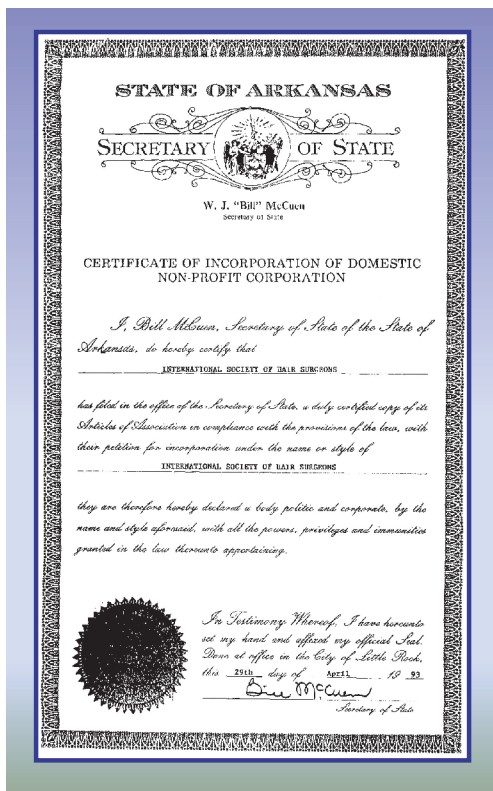 STATE OF ARKANSAS
SECRETARY OF STATE
W. J. "Bill" McCuen
Secretary of State
CERTIFICATE OF INCORPORATION OF DOMESTIC
NON-PROFIT CORPORATION
I, Bill McCuen, Secretary of State of the State of
Arkansas, do hereby certify that
INTERNATIONAL SOCIETY OF HAIR SURGEONS
has filed in the office of the Secretary of State, a duly certified copy of its
Articles of Association in compliance with the provisions of the law, with
their petition for incorporation under the name or style of
INTERNATIONAL SOCIETY OF HAIR SURGEONS
they are therefore hereby declared a body politic and corporate, by the
name and style aforesaid, with all the powers, privileges and immunities
granted in the law thereunto appertaining.
In Testimony Whereof, I have hereunto
set my hand and affixed my official Seal.
Done at office in the City of Little Rock,
this 29th day of April 19 93
Bill McCuen
Secretary of State